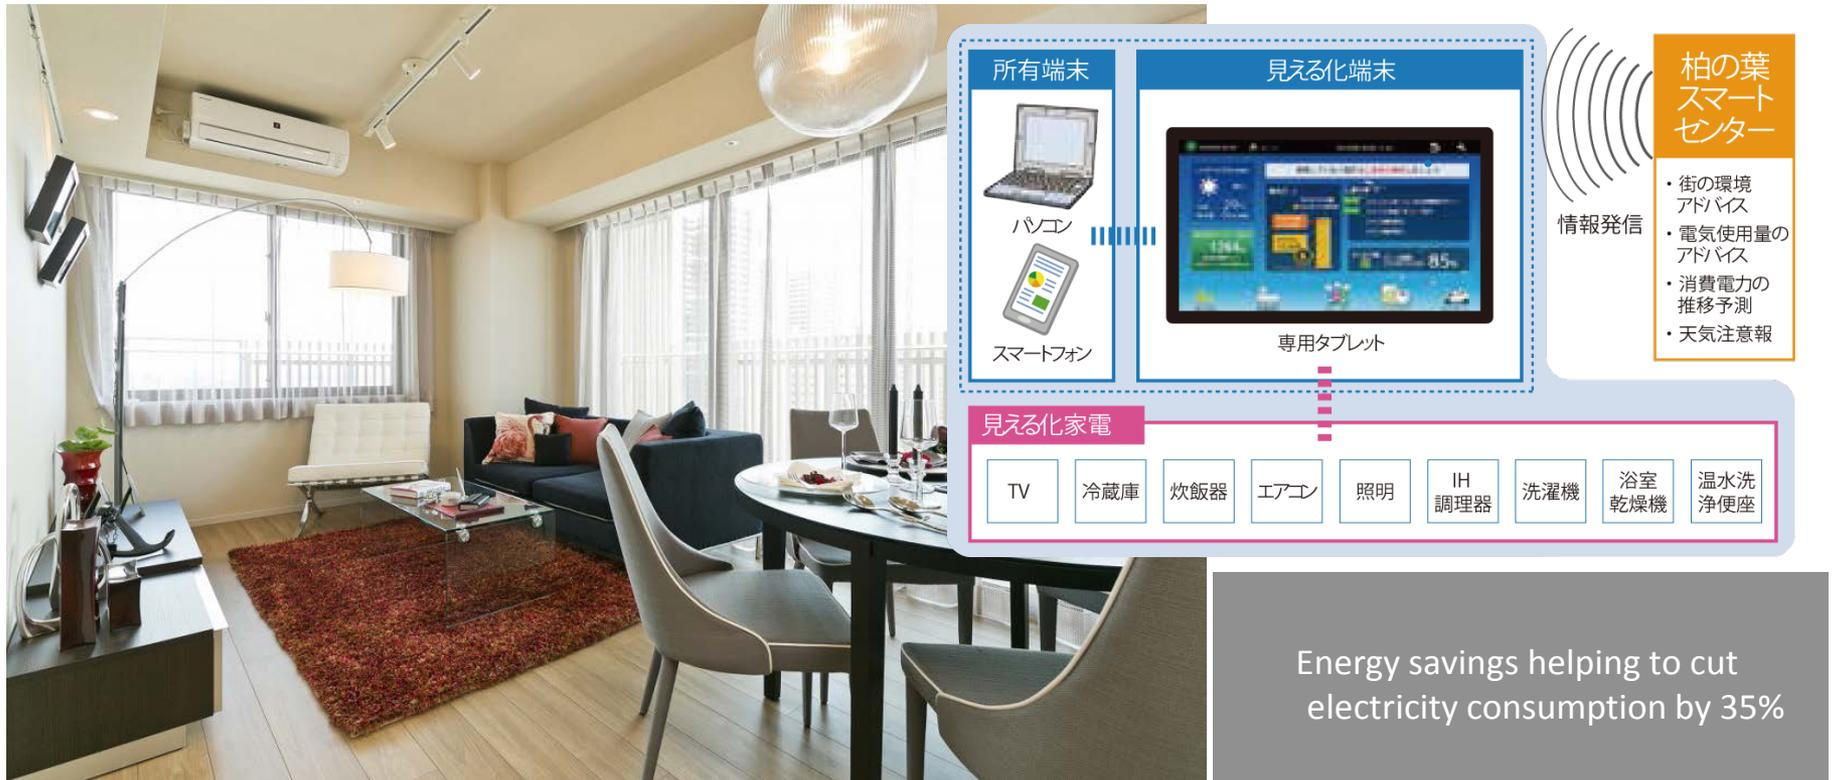 所有端末
パソコン
スマートフォン
見える化端末
専用タブレット
情報発信
柏の葉
スマート
センター
・街の環境
アドバイス
・電気使用量の
アドバイス
・消費電力の
推移予測
・天気注意報
見える化家電
TV
冷蔵庫
炊飯器
エアコン
照明
IH
調理器
洗濯機
浴室
乾燥機
温水洗
浄便座
Energy savings helping to cut
electricity consumption by 35%